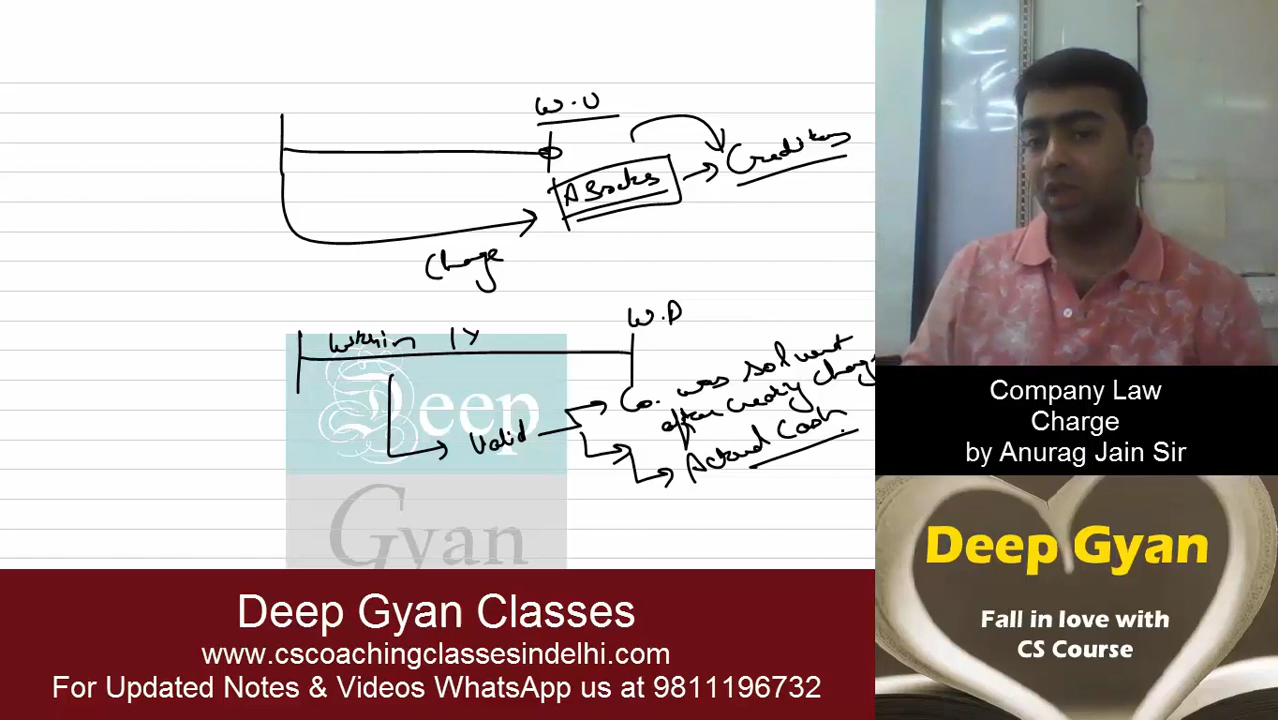 W.U
Creditors
Charge
Within 1Y
W.P
Co. was solvent
after creating charge
Valid
Actual Cash
Deep
Gyan
Company Law
Charge
by Anurag Jain Sir
Deep Gyan
Fall in love with
CS Course
Deep Gyan Classes
www.cscoachingclassesindelhi.com
For Updated Notes & Videos WhatsApp us at 9811196732